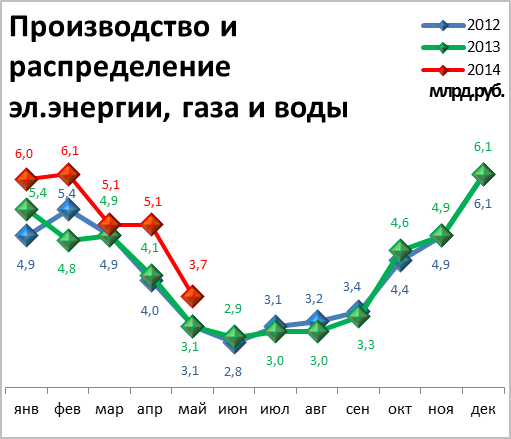 Производство и
распределение
эл.энергии, газа и воды
2012
2013
2014
млрд.руб.
6,0 6,1 5,1 5,1 3,7
5,4 4,8 4,9 4,1 3,1 2,9 3,0 3,0 3,3 4,6 4,9 6,1
4,9 5,4 4,9 4,0 3,1 2,8 3,1 3,2 3,4 4,4 4,9 6,1
янв фев мар апр май июн июл авг сен окт ноя дек